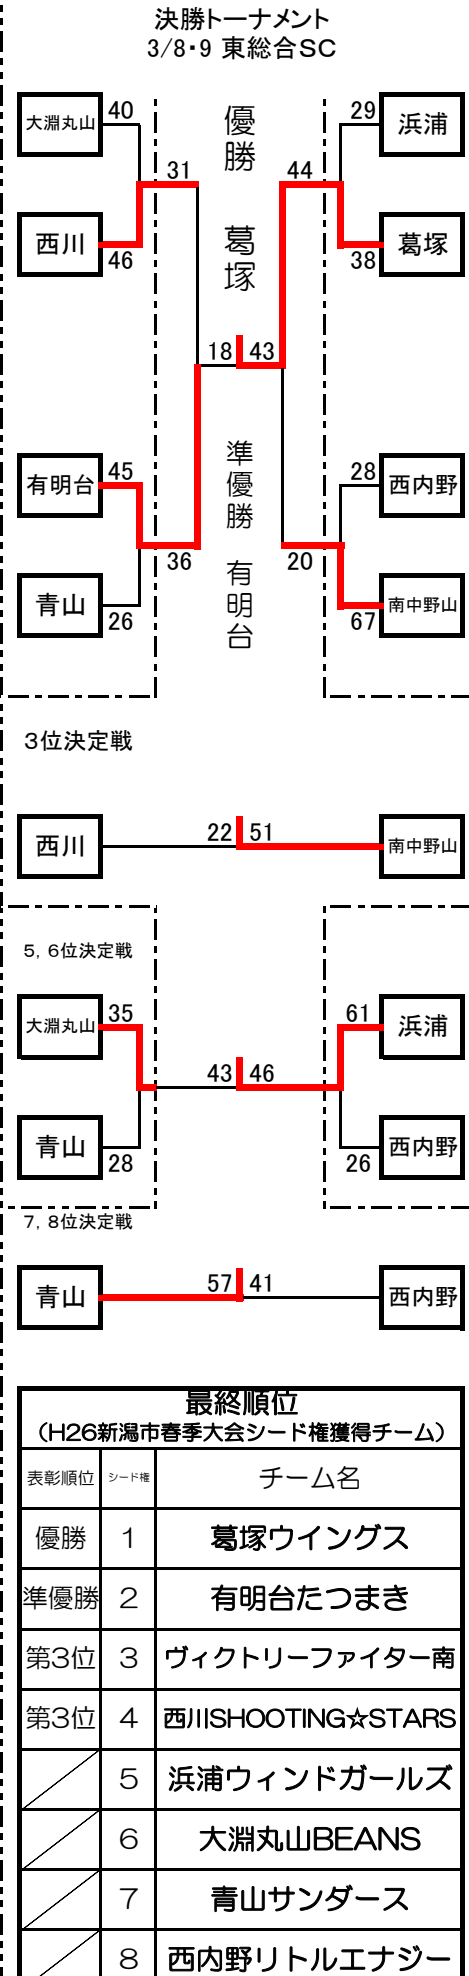 決勝トーナメント
3/8・9 東総合SC
大淵丸山 40
29 浜浦
優勝 葛塚
31
44
西川 46
38 葛塚
18 43
有明台 45
28 西内野
準優勝 有明台
36
20
青山 26
67 南中野山
3位決定戦
西川 22 51 南中野山
5, 6位決定戦
大淵丸山 35
61 浜浦
43 46
青山 28
26 西内野
7, 8位決定戦
青山 57 41 西内野
最終順位
（H26新潟市春季大会シード権獲得チーム）
表彰順位 シード権 チーム名
優勝 1 葛塚ウイングス
準優勝 2 有明台たつまき
第3位 3 ヴィクトリーファイター南
第3位 4 西川SHOOTING☆STARS
5 浜浦ウィンドガールズ
6 大淵丸山BEANS
7 青山サンダース
8 西内野リトルエナジー